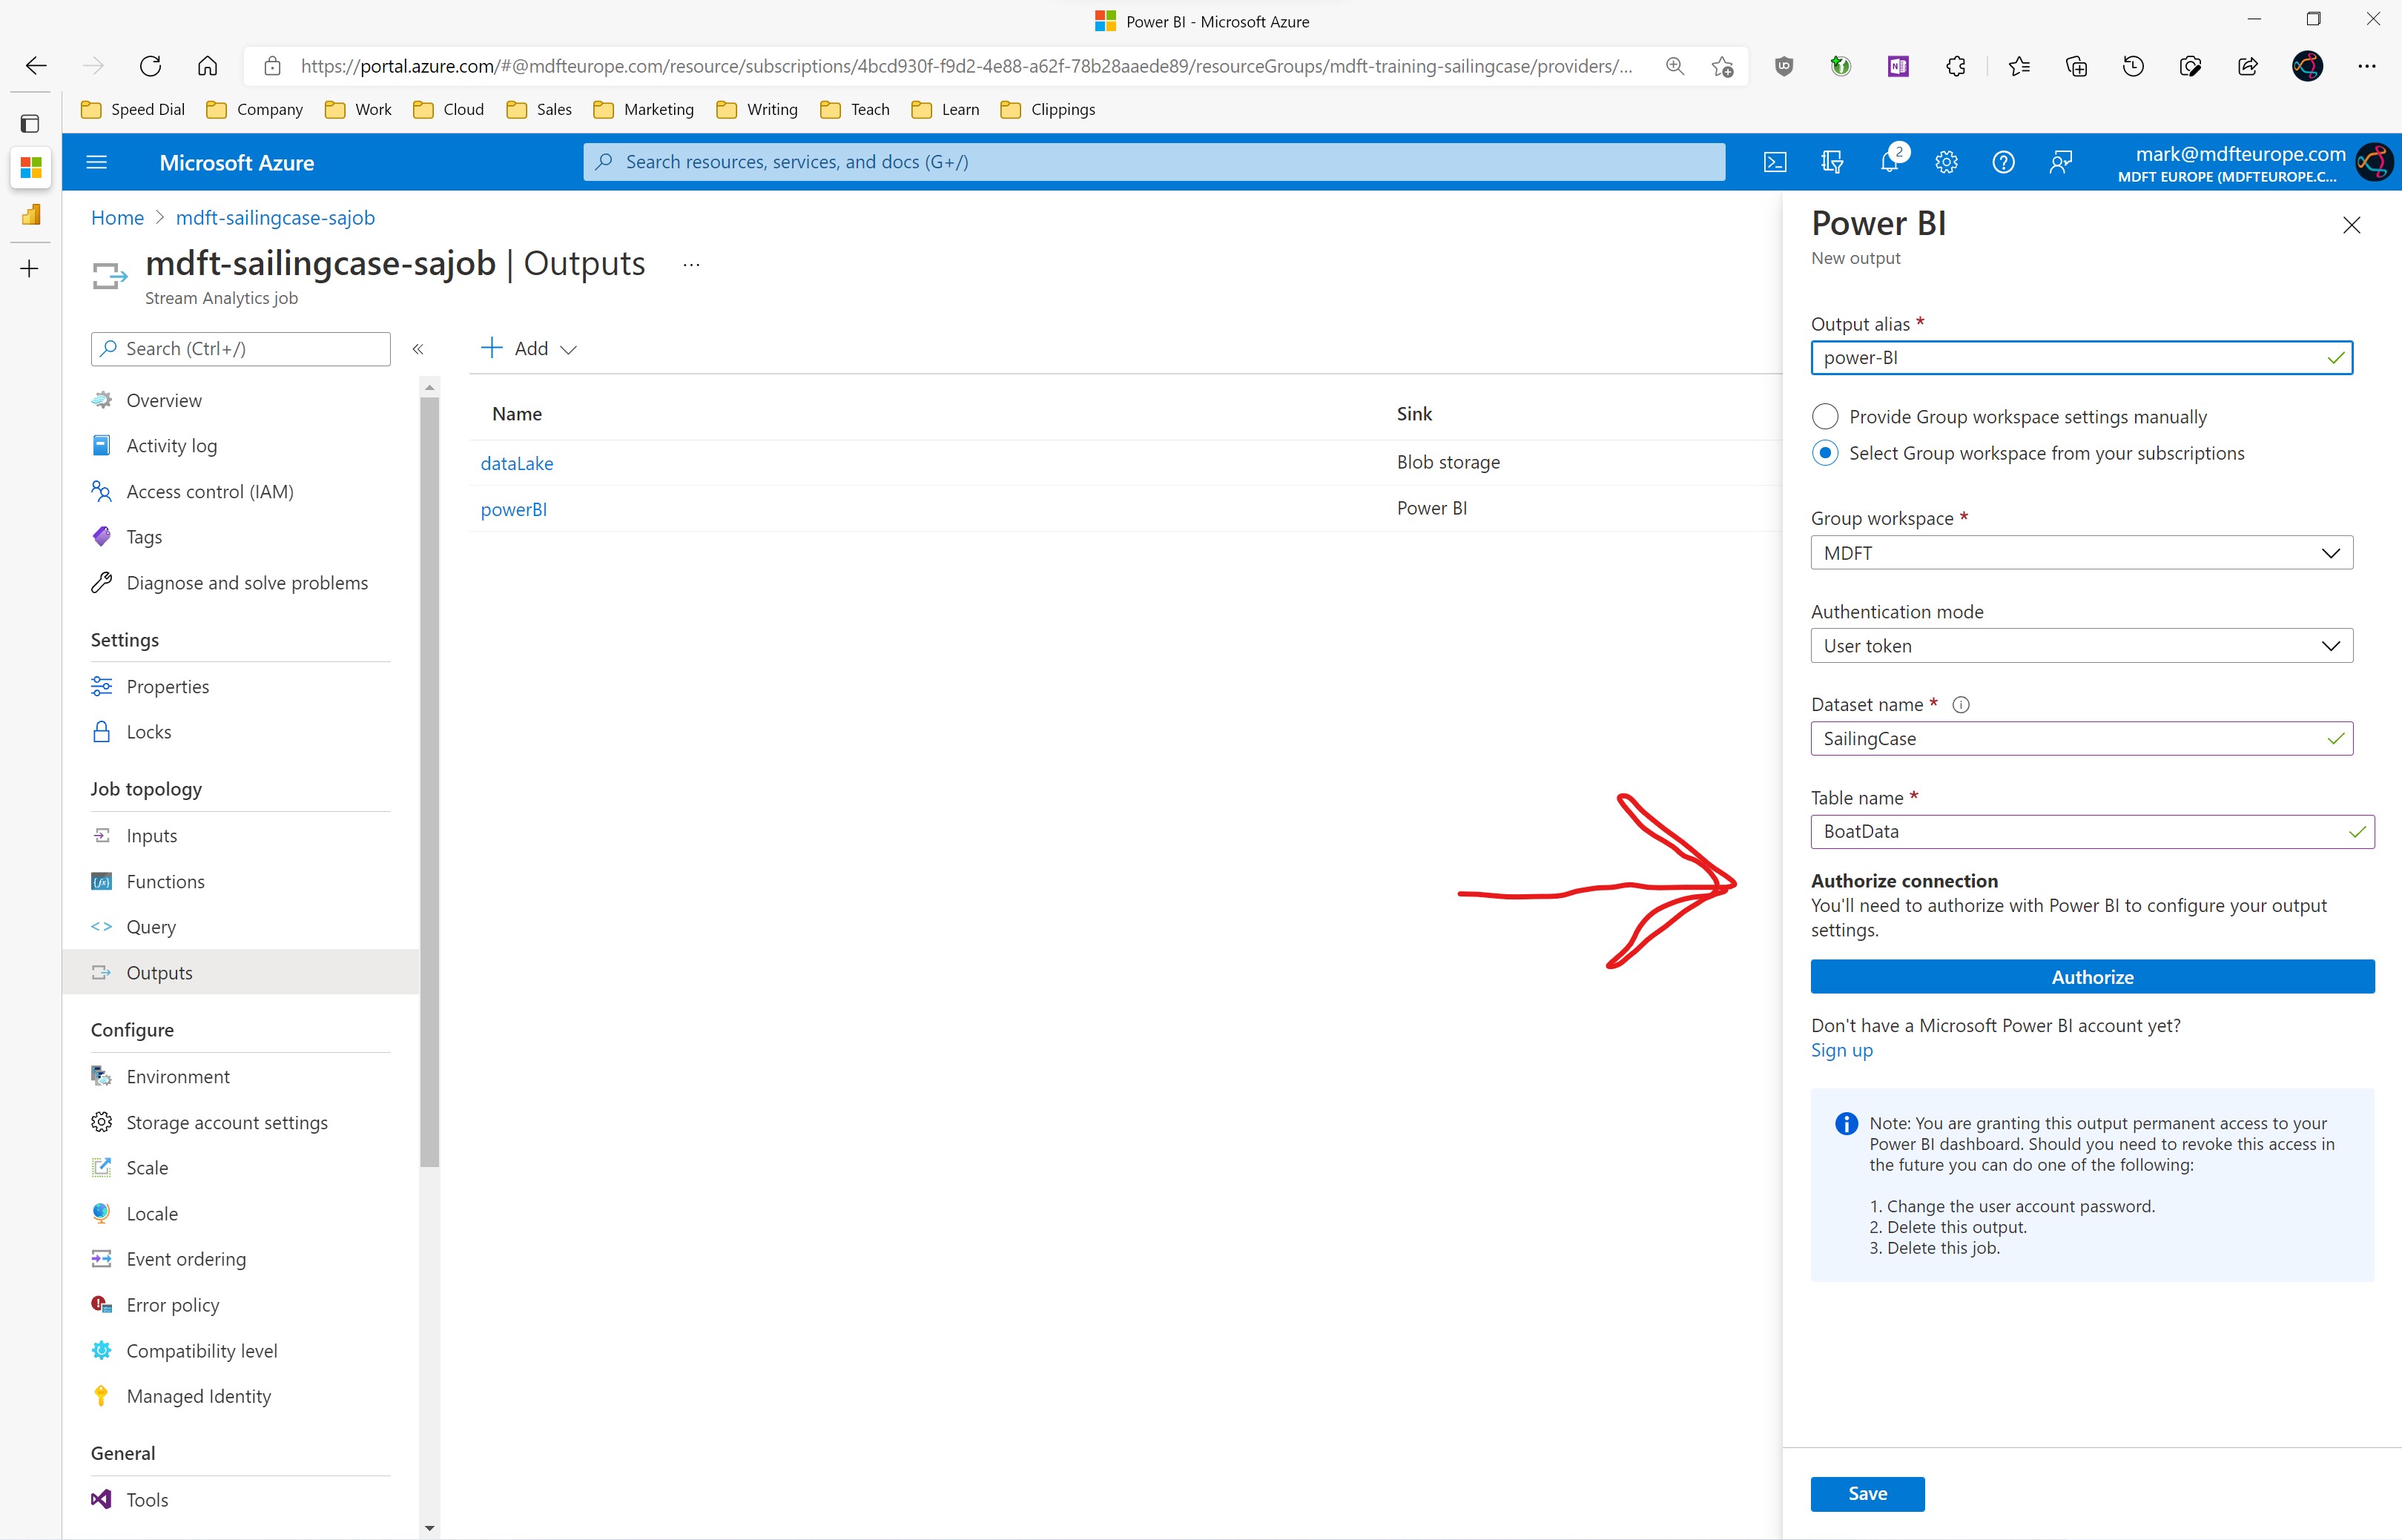 Power BI - Microsoft Azure
https://portal.azure.com/#@mdfteurope.com/resource/subscriptions/4bcd930f-f9d2-4e88-a62f-78b28aaede89/resourceGroups/mdft-training-sailingcase/providers/...
Speed Dial Company Work Cloud Sales Marketing Writing Teach Learn Clippings
Microsoft Azure
Search resources, services, and docs (G+/)
2
mark@mdfteurope.com
MDFT EUROPE (MDFTEUROPE.C...
Home > mdft-sailingcase-sajob
mdft-sailingcase-sajob | Outputs ...
Stream Analytics job
Search (Ctrl+/)
Overview
Activity log
Access control (IAM)
Tags
Diagnose and solve problems
Settings
Properties
Locks
Job topology
Inputs
Functions
Query
Outputs
Configure
Environment
Storage account settings
Scale
Locale
Event ordering
Error policy
Compatibility level
Managed Identity
General
Tools
Add
Name Sink
dataLake Blob storage
powerBI Power BI
Power BI
New output
Output alias *
power-BI
Provide Group workspace settings manually
Select Group workspace from your subscriptions
Group workspace *
MDFT
Authentication mode
User token
Dataset name *
SailingCase
Table name *
BoatData
Authorize connection
You'll need to authorize with Power BI to configure your output
settings.
Authorize
Don't have a Microsoft Power BI account yet?
Sign up
Note: You are granting this output permanent access to your
Power BI dashboard. Should you need to revoke this access in
the future you can do one of the following:
1. Change the user account password.
2. Delete this output.
3. Delete this job.
Save